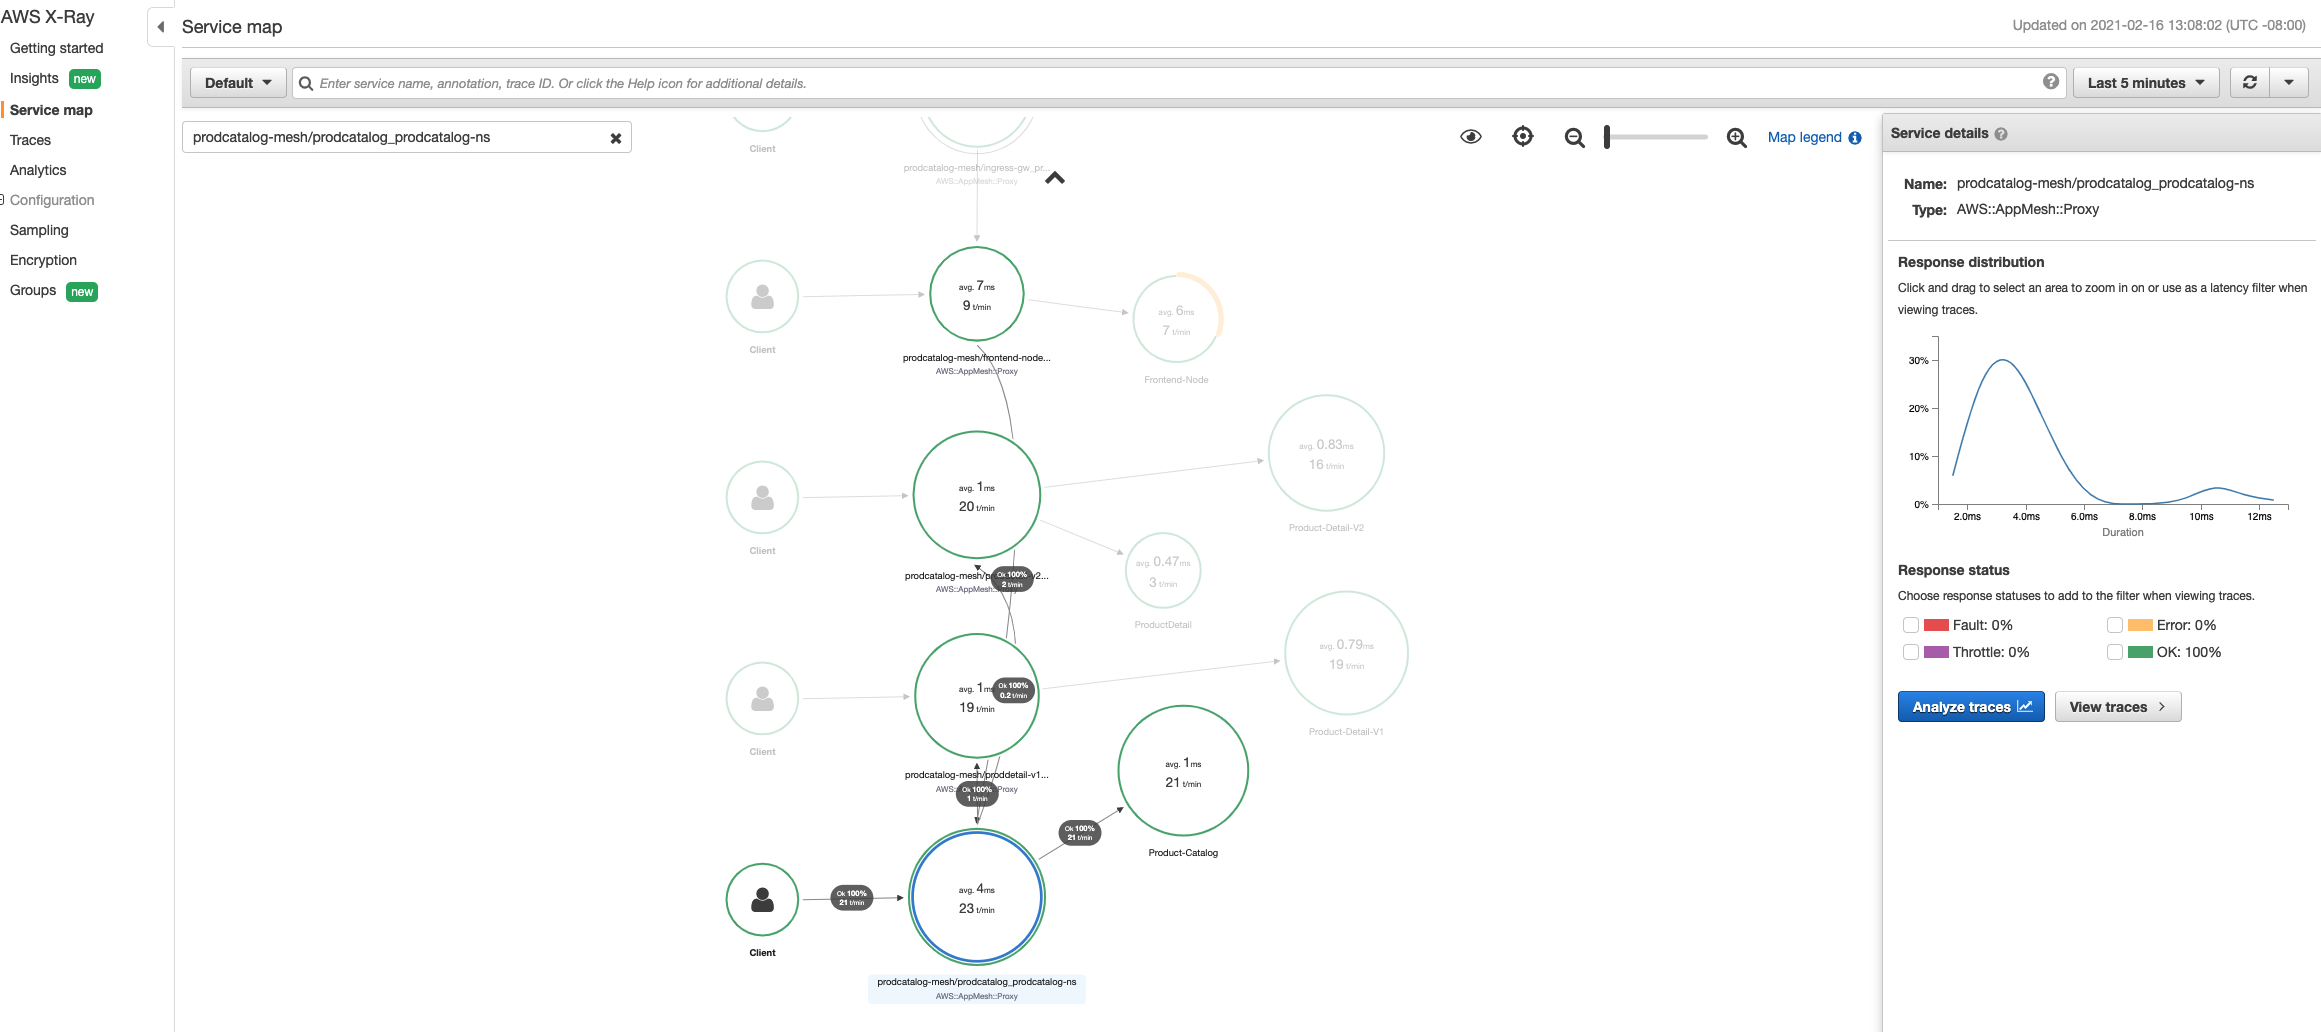 AWS X-Ray
Getting started
Insights new
Service map
Traces
Analytics
Configuration
Sampling
Encryption
Groups new
Service map
Updated on 2021-02-16 13:08:02 (UTC -08:00)
Default
Enter service name, annotation, trace ID. Or click the Help icon for additional details.
Last 5 minutes
prodcatalog-mesh/prodcatalog_prodcatalog-ns
Map legend
Client
prodcatalog-mesh/ingress-gw_pr...
AWS::AppMesh::Proxy
avg. 7ms
9 t/min
Client
prodcatalog-mesh/frontend-node...
AWS::AppMesh::Proxy
avg. 6ms
7 t/min
Frontend-Node
avg. 1ms
20 t/min
Client
avg. 0.83ms
16 t/min
Product-Detail-V2
avg. 0.47ms
3 t/min
ProductDetail
Ok 100%
2 t/min
AWS::AppMesh::Proxy
avg. 1ms
19 t/min
Ok 100%
0.2 t/min
Client
prodcatalog-mesh/proddetail-v1...
Proxy
avg. 0.79ms
19 t/min
Product-Detail-V1
Ok 100%
1 t/min
avg. 1ms
21 t/min
Product-Catalog
Ok 100%
21 t/min
Ok 100%
21 t/min
avg. 4ms
23 t/min
Client
prodcatalog-mesh/prodcatalog_prodcatalog-ns
AWS::AppMesh::Proxy
Service details
Name: prodcatalog-mesh/prodcatalog_prodcatalog-ns
Type: AWS::AppMesh::Proxy
Response distribution
Click and drag to select an area to zoom in on or use as a latency filter when
viewing traces.
30%
20%
10%
0%
2.0ms 4.0ms 6.0ms 8.0ms 10ms 12ms
Duration
Response status
Choose response statuses to add to the filter when viewing traces.
Fault: 0% Error: 0%
Throttle: 0% OK: 100%
Analyze traces View traces